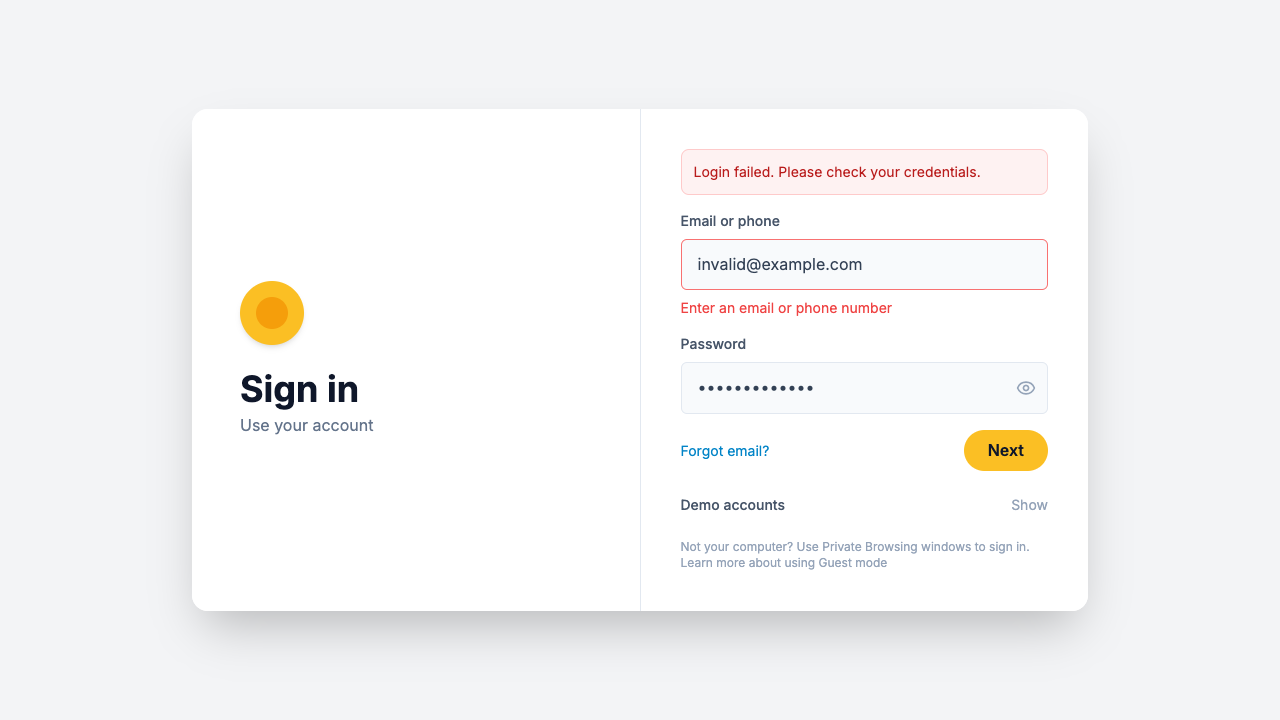 Sign in
Use your account
Login failed. Please check your credentials.
Email or phone
invalid@example.com
Enter an email or phone number
Password
•••••••••••••
Forgot email?
Next
Demo accounts
Show
Not your computer? Use Private Browsing windows to sign in.
Learn more about using Guest mode